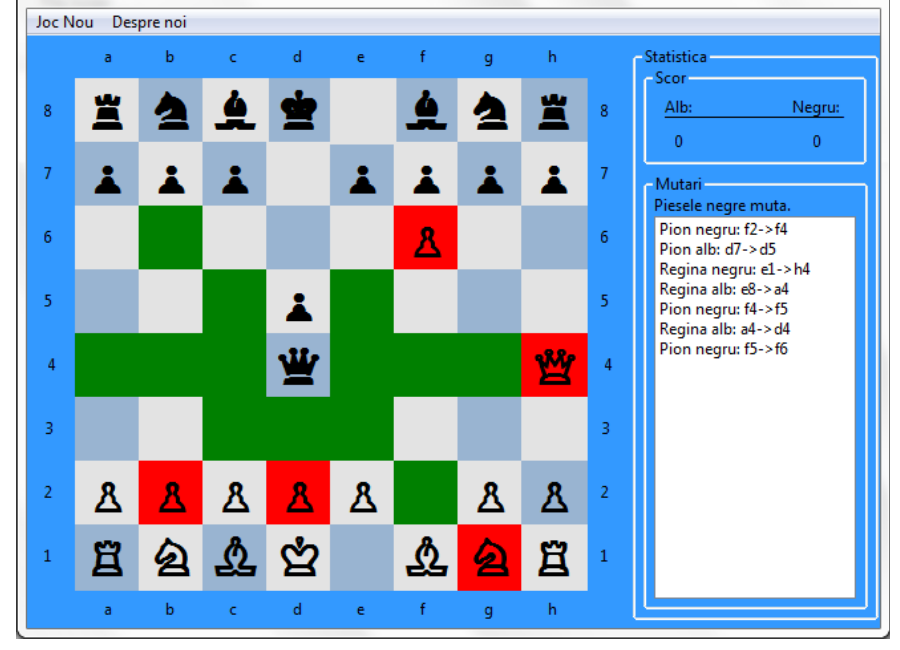 Joc Nou Despre noi
a b c d e f g h
8 8
7 7
6 6
5 5
4 4
3 3
2 2
1 1
a b c d e f g h
Statistica
Scor
Alb: Negru:
0 0
Mutari
Piesele negre muta.
Pion negru: f2->f4
Pion alb: d7->d5
Regina negru: e1->h4
Regina alb: e8->a4
Pion negru: f4->f5
Regina alb: a4->d4
Pion negru: f5->f6